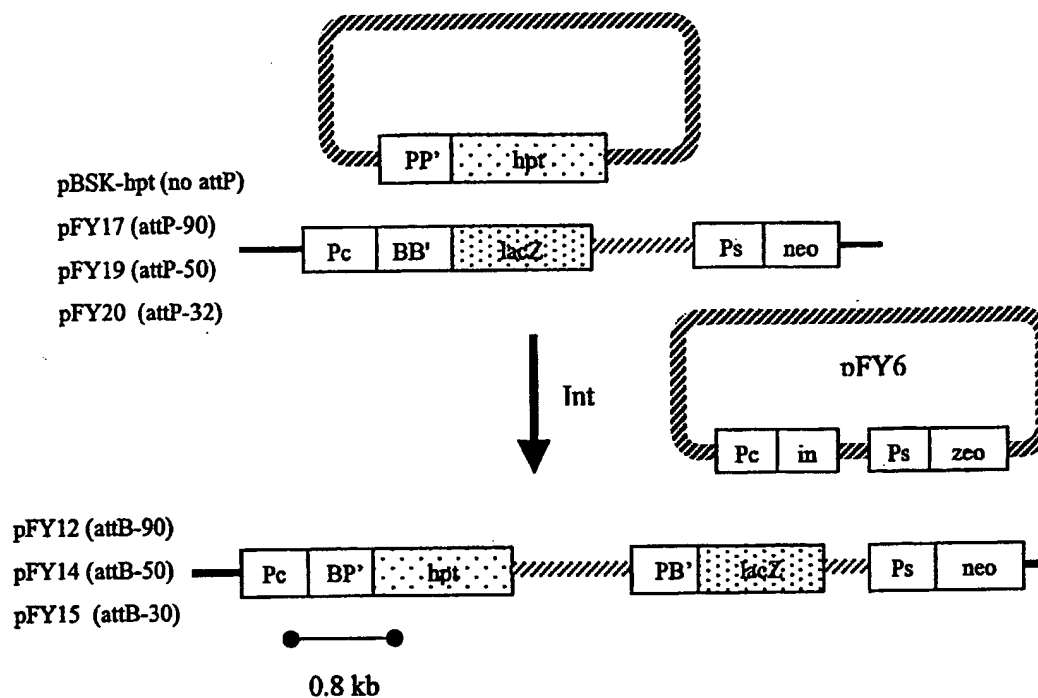 PP' hpt
pBSK-hpt (no attP)
pFY17 (attP-90)
pFY19 (attP-50)
pFY20 (attP-32)
Pc BB' lacZ Ps neo
Int
pFY6
Pc in Ps zeo
pFY12 (attB-90)
pFY14 (attB-50)
pFY15 (attB-30)
Pc BP' hpt PB' lacZ Ps neo
0.8 kb